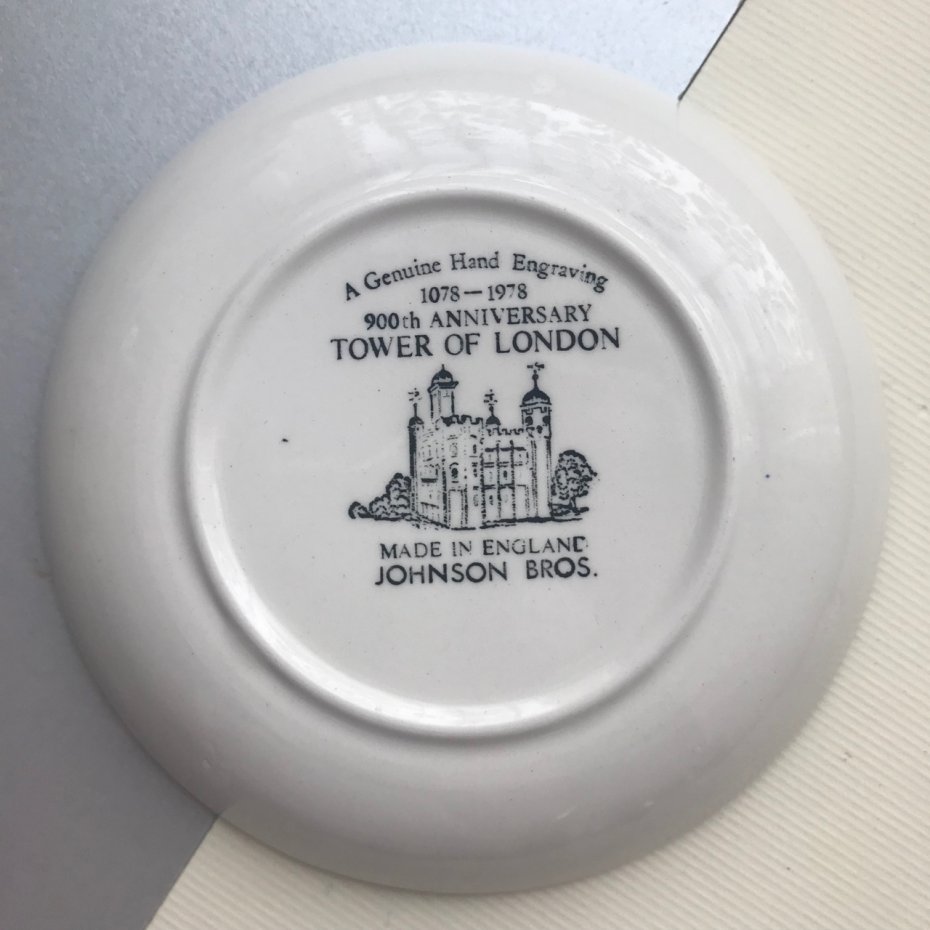 A Genuine Hand Engraving
1078—1978
900th ANNIVERSARY
TOWER OF LONDON
MADE IN ENGLAND
JOHNSON BROS.